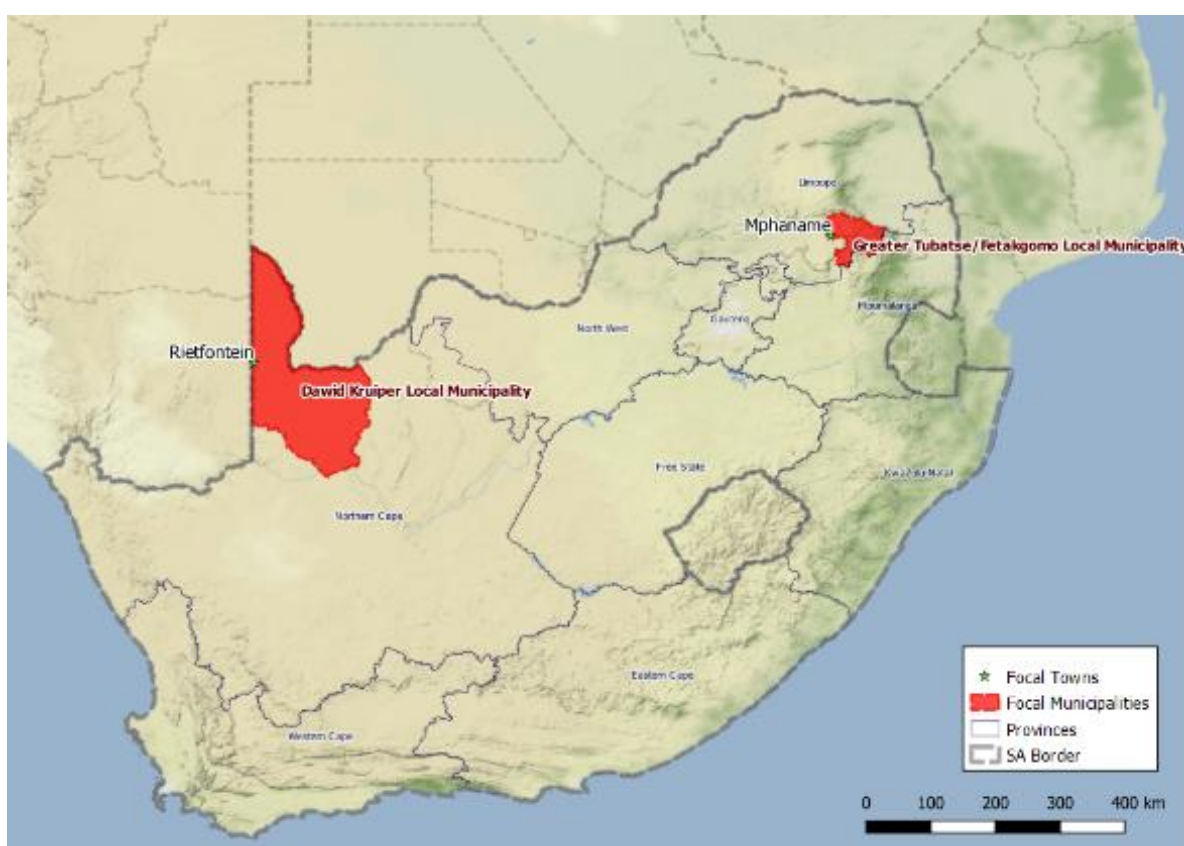 Limpopo
Mphaname
Greater Tubatse/Fetakgomo Local Municipality
Mpumalanga
North West
Gauteng
Rietfontein
Dawid Kruiper Local Municipality
Free State
KwaZulu-Natal
Northern Cape
Eastern Cape
Western Cape
Focal Towns
Focal Municipalities
Provinces
SA Border
0 100 200 300 400 km